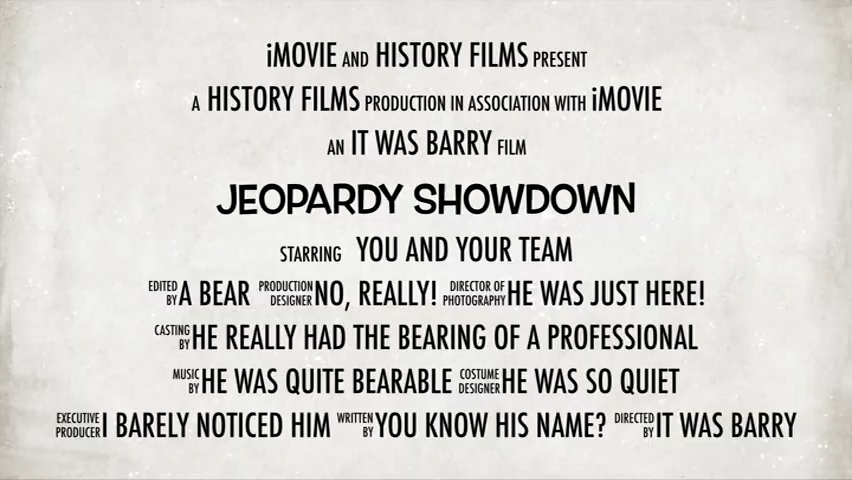 iMOVIE AND HISTORY FILMS PRESENT
A HISTORY FILMS PRODUCTION IN ASSOCIATION WITH iMOVIE
AN IT WAS BARRY FILM
JEOPARDY SHOWDOWN
STARRING YOU AND YOUR TEAM
EDITED BY A BEAR PRODUCTION DESIGNER NO, REALLY! DIRECTOR OF PHOTOGRAPHY HE WAS JUST HERE!
CASTING BY HE REALLY HAD THE BEARING OF A PROFESSIONAL
MUSIC BY HE WAS QUITE BEARABLE COSTUME DESIGNER HE WAS SO QUIET
EXECUTIVE PRODUCER I BARELY NOTICED HIM WRITTEN BY YOU KNOW HIS NAME? DIRECTED BY IT WAS BARRY